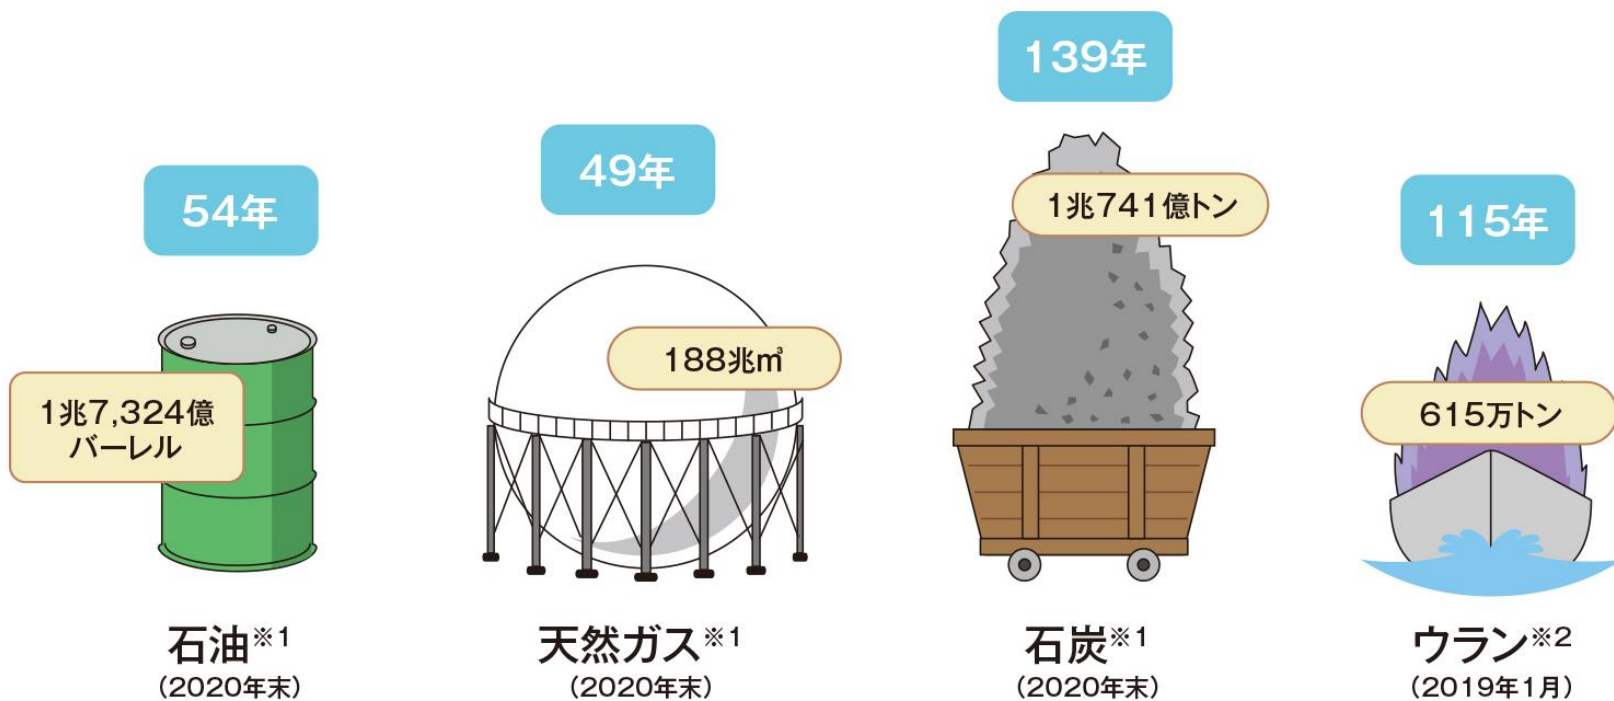 54年
1兆7,324億
バーレル
石油※1
(2020年末)
49年
188兆㎥
天然ガス※1
(2020年末)
139年
1兆741億トン
石炭※1
(2020年末)
115年
615万トン
ウラン※2
(2019年1月)